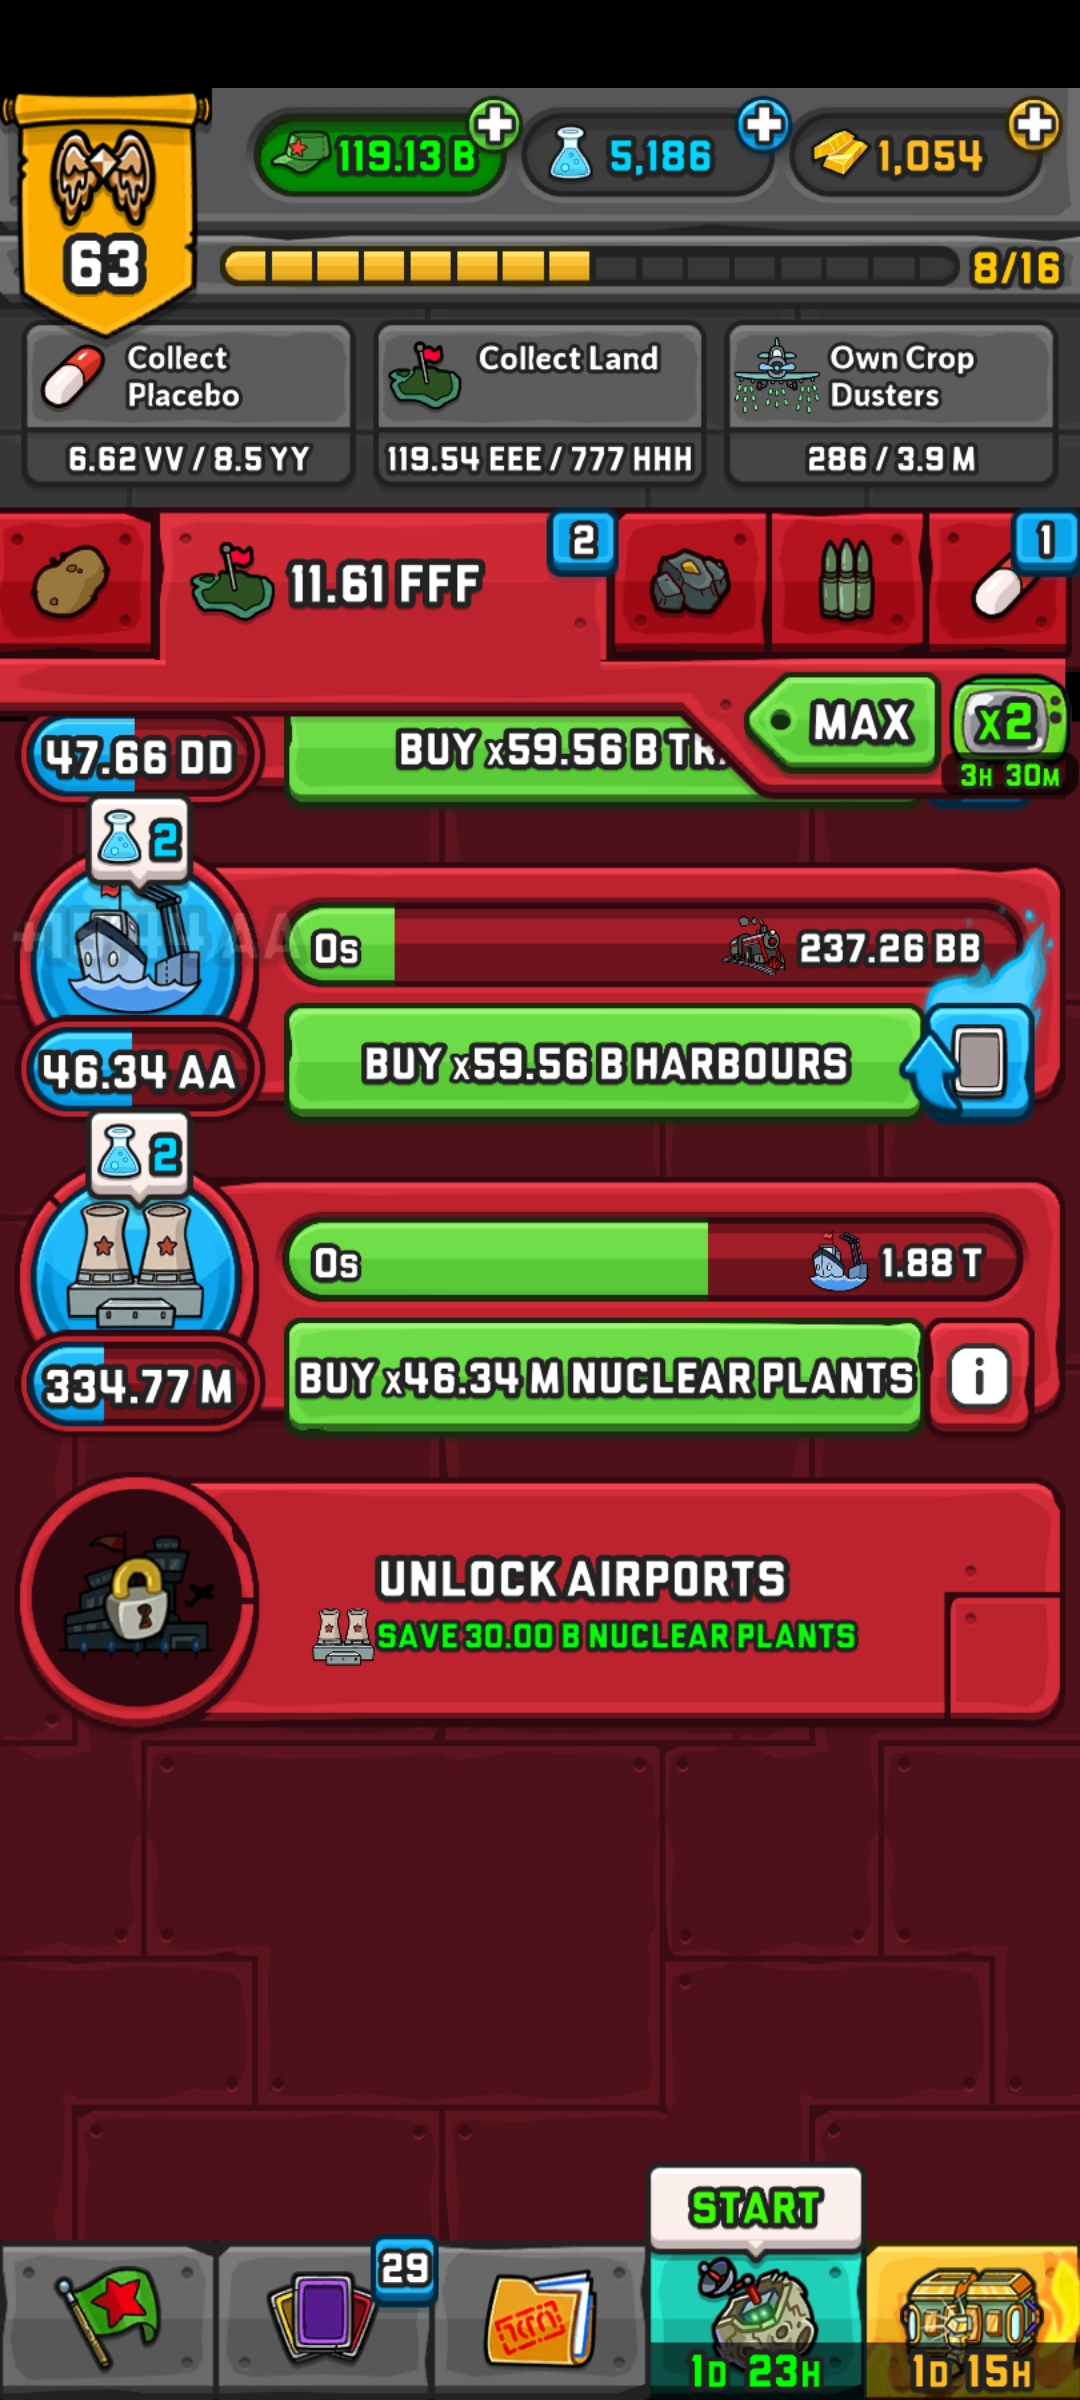 119.13 B
5,186
1,054
63
8/16
Collect
Placebo
6.62 VV / 8.5 YY
Collect Land
119.54 EEE / 777 HHH
Own Crop
Dusters
286 / 3.9 M
11.61 FFF
2
1
MAX
x2
3H 30M
47.66 DD
BUY x59.56 B TR
2
0s
237.26 BB
46.34 AA
BUY x59.56 B HARBOURS
2
0s
1.88 T
334.77 M
BUY x46.34 M NUCLEAR PLANTS
i
UNLOCK AIRPORTS
SAVE 30.00 B NUCLEAR PLANTS
START
29
1D 23H
1D 15H